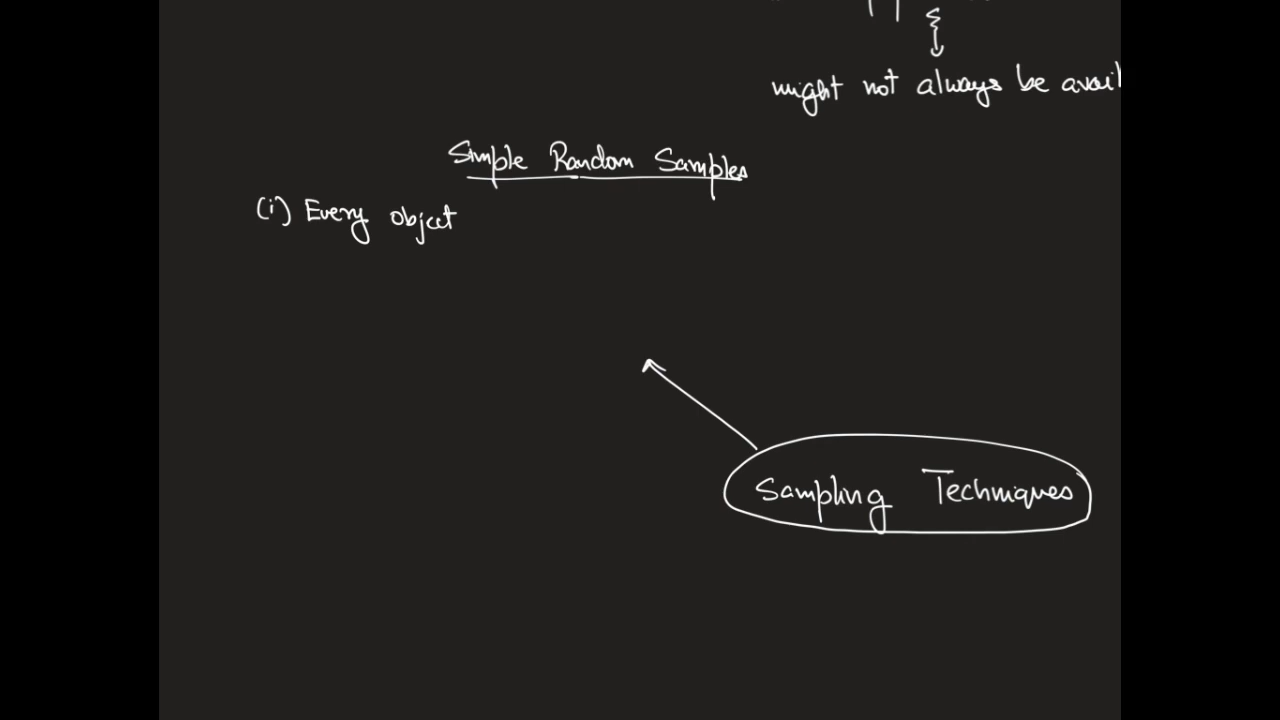 might not always be avail
Simple Random Samples
(i) Every object
Sampling Techniques